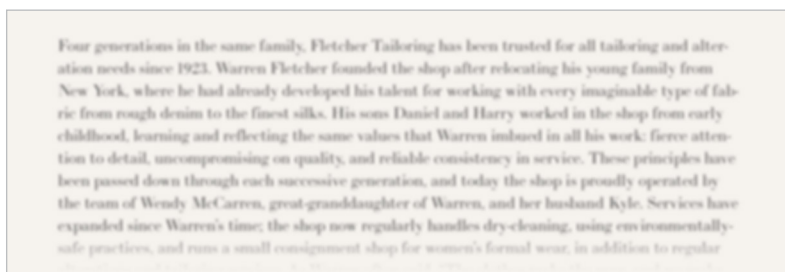 Four generations in the same family, Fletcher Tailoring has been trusted for all tailoring and alter-
ation needs since 1923. Warren Fletcher founded the shop after relocating his young family from
New York, where he had already developed his talent for working with every imaginable type of fab-
ric from rough denim to the finest silks. His sons Daniel and Harry worked in the shop from early
childhood, learning and reflecting the same values that Warren imbued in all his work: fierce atten-
tion to detail, uncompromising on quality, and reliable consistency in service. These principles have
been passed down through each successive generation, and today the shop is proudly operated by
the team of Wendy McCarren, great-granddaughter of Warren, and her husband Kyle. Services have
expanded since Warren's time; the shop now regularly handles dry-cleaning, using environmentally-
safe practices, and runs a small consignment shop for women's formal wear, in addition to regular